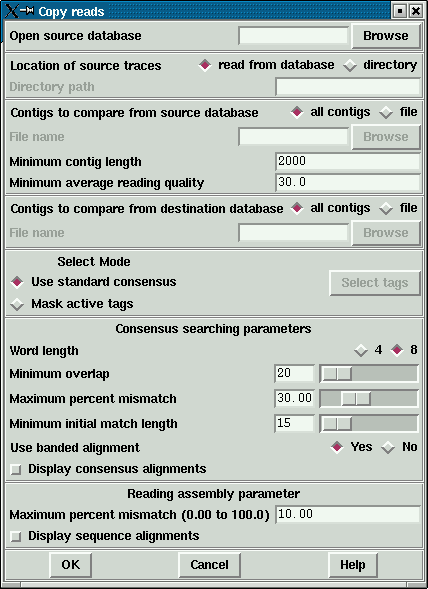 Copy reads
Open source database Browse
Location of source traces read from database directory
Directory path
Contigs to compare from source database all contigs file
File name Browse
Minimum contig length 2000
Minimum average reading quality 30.0
Contigs to compare from destination database all contigs file
File name Browse
Select Mode
Use standard consensus Select tags
Mask active tags
Consensus searching parameters
Word length 4 8
Minimum overlap 20
Maximum percent mismatch 30.00
Minimum initial match length 15
Use banded alignment Yes No
Display consensus alignments
Reading assembly parameter
Maximum percent mismatch (0.00 to 100.0) 10.00
Display sequence alignments
OK Cancel Help